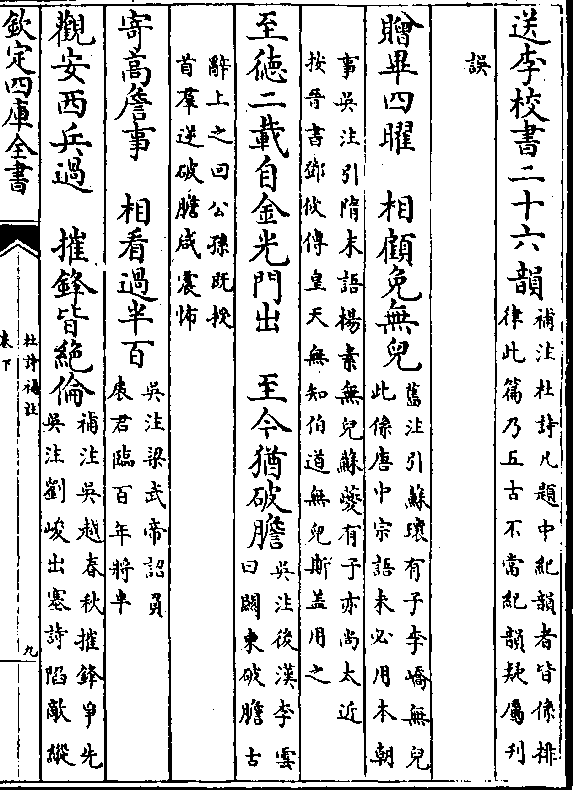 送李校書二十六韻 補注杜詩凡題中紀韻者皆係排
律此篇乃五古不當紀韻疑屬刊
誤
贈畢四曜　相顧免無兒 舊注引蘇瓌有子李嶠無兒
此係唐中宗語未必用本朝
事吳注引隋末語楊素無兒蘇夔有子亦尚太近
按晉書鄧攸傳皇天無知伯道無兒斯盖用之
至徳二載自金光門出　至今猶破膽 吳注後漢李雲
曰闗東破膽古
辭上之回公孫既挫
首羣逆破膽咸震怖
寄高詹事　相看過半百 吳注梁武帝詔員
扆君臨百年將半
觀安西兵過　摧鋒皆絶倫 補注吳越春秋摧鋒爭先
吳注劉峻出塞詩陷敵縱
欽定四庫全書
杜詩補註
卷下
九